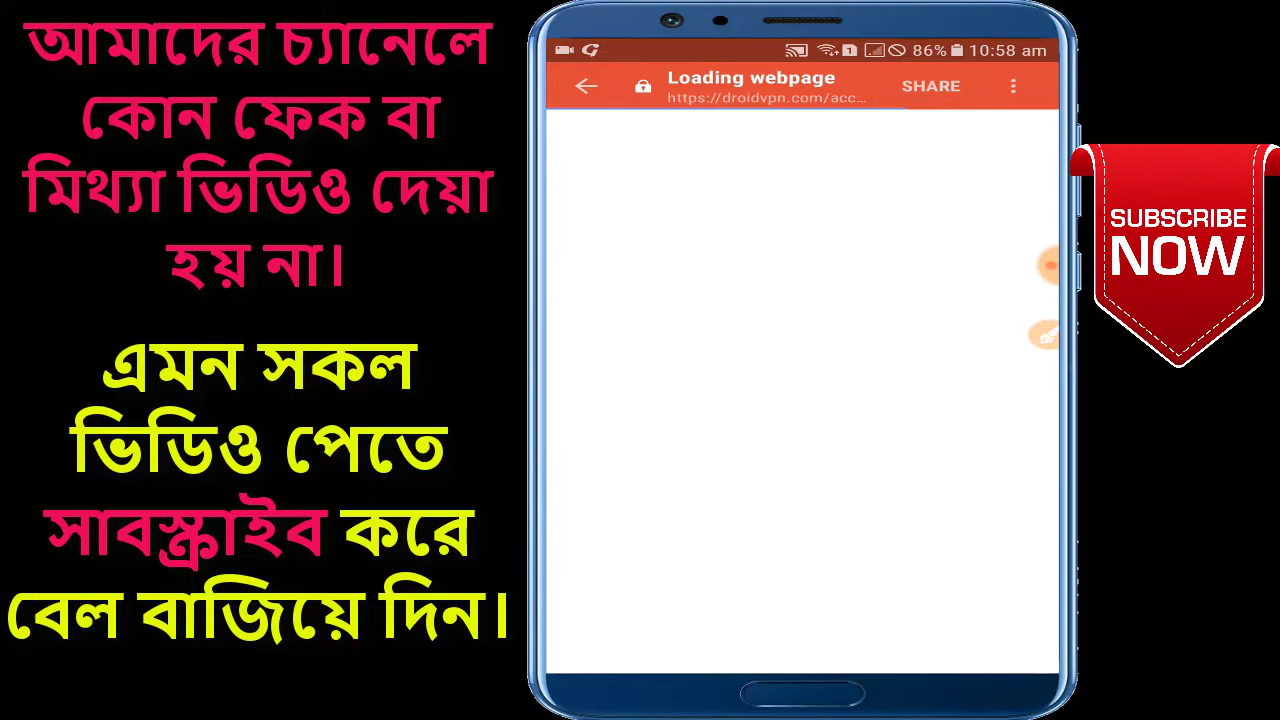 আমাদের চ্যানেলে
কোন ফেক বা
মিথ্যা ভিডিও দেয়া
হয় না।
এমন সকল
ভিডিও পেতে
সাবস্ক্রাইব করে
বেল বাজিয়ে দিন।
1 86% 10:58 am
Loading webpage
https://droidvpn.com/acc...
SHARE
SUBSCRIBE
NOW